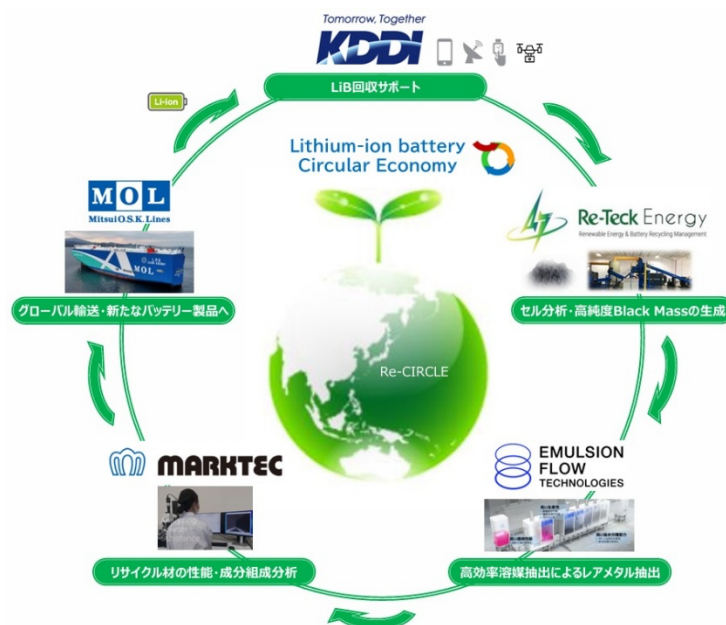 Tomorrow, Together
KDDI
LiB回収サポート
Li-ion
Lithium-ion battery
Circular Economy
MOL
Mitsui O.S.K. Lines
MOL
グローバル輸送・新たなバッテリー製品へ
Re-Teck Energy
Renewable Energy & Battery Recycling Management
セル分析・高純度Black Massの生成
Re-CIRCLE
MARKTEC
リサイクル材の性能・成分組成分析
EMULSION
FLOW
TECHNOLOGIES
高効率溶媒抽出によるレアメタル抽出